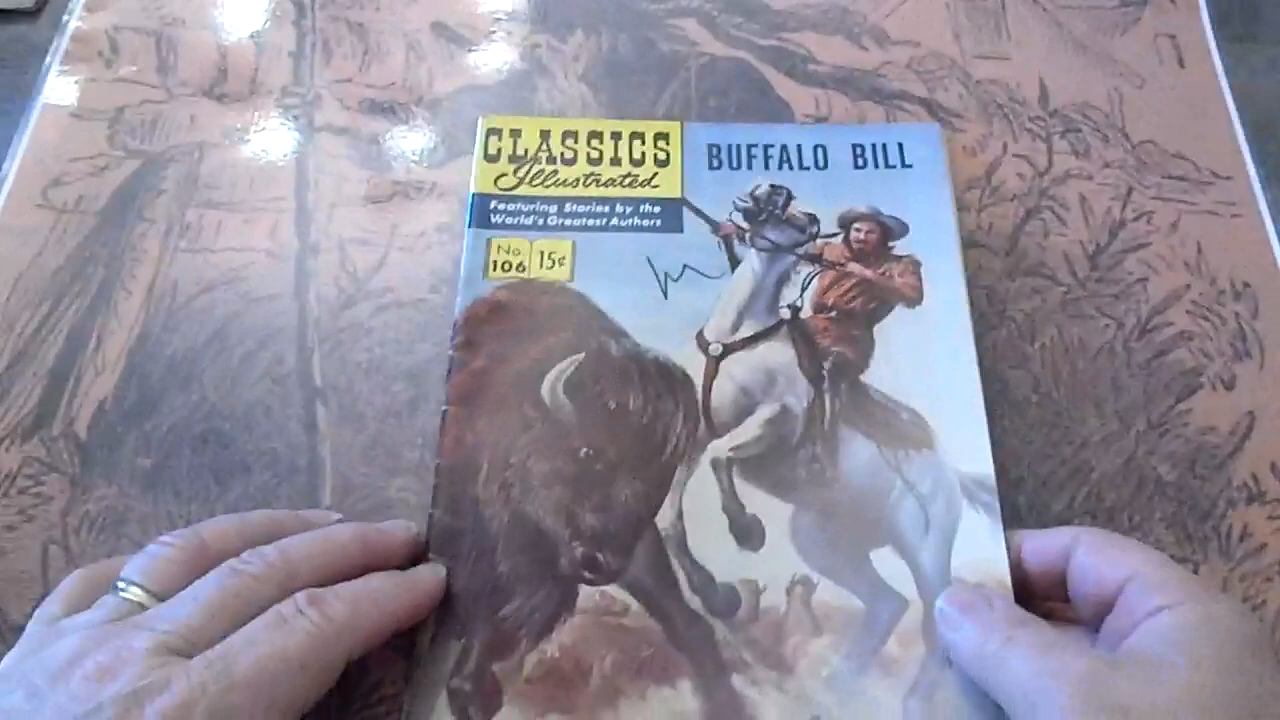 CLASSICS
Illustrated
Featuring Stories by the
World's Greatest Authors
No. 106
15¢
BUFFALO BILL